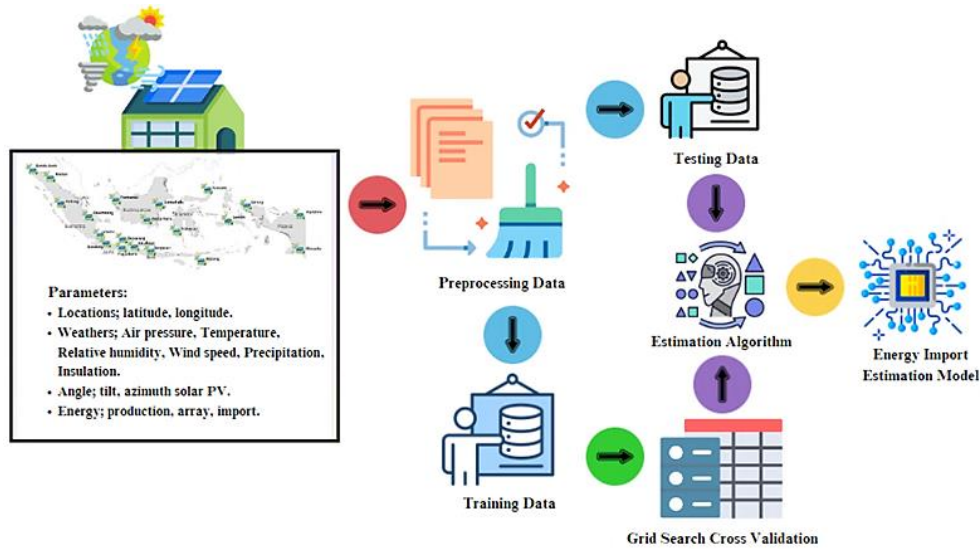 Parameters:
• Locations; latitude, longitude.
• Weathers; Air pressure, Temperature,
Relative humidity, Wind speed, Precipitation,
Insulation.
• Angle; tilt, azimuth solar PV.
• Energy; production, array, import.
Preprocessing Data
Testing Data
Training Data
Grid Search Cross Validation
Estimation Algorithm
Energy Import
Estimation Model